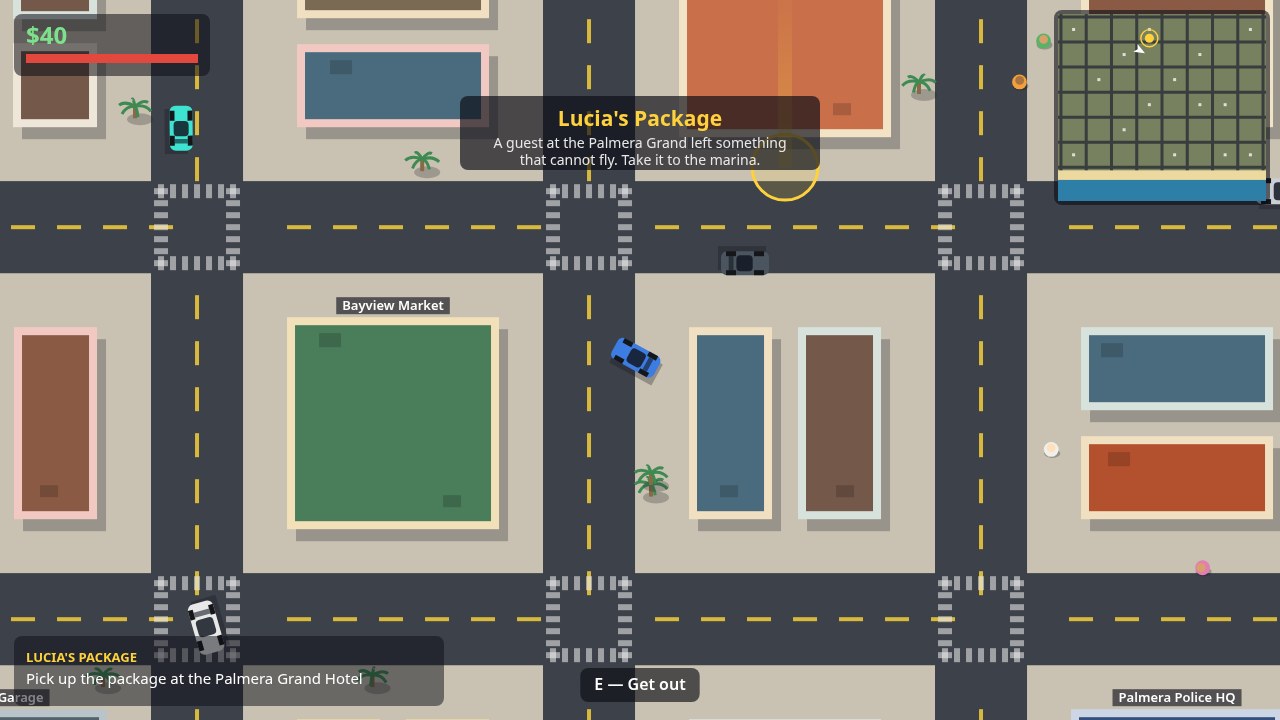 $40
Lucia's Package
A guest at the Palmera Grand left something
that cannot fly. Take it to the marina.
Bayview Market
LUCIA'S PACKAGE
Pick up the package at the Palmera Grand Hotel
E — Get out
Garage
Palmera Police HQ